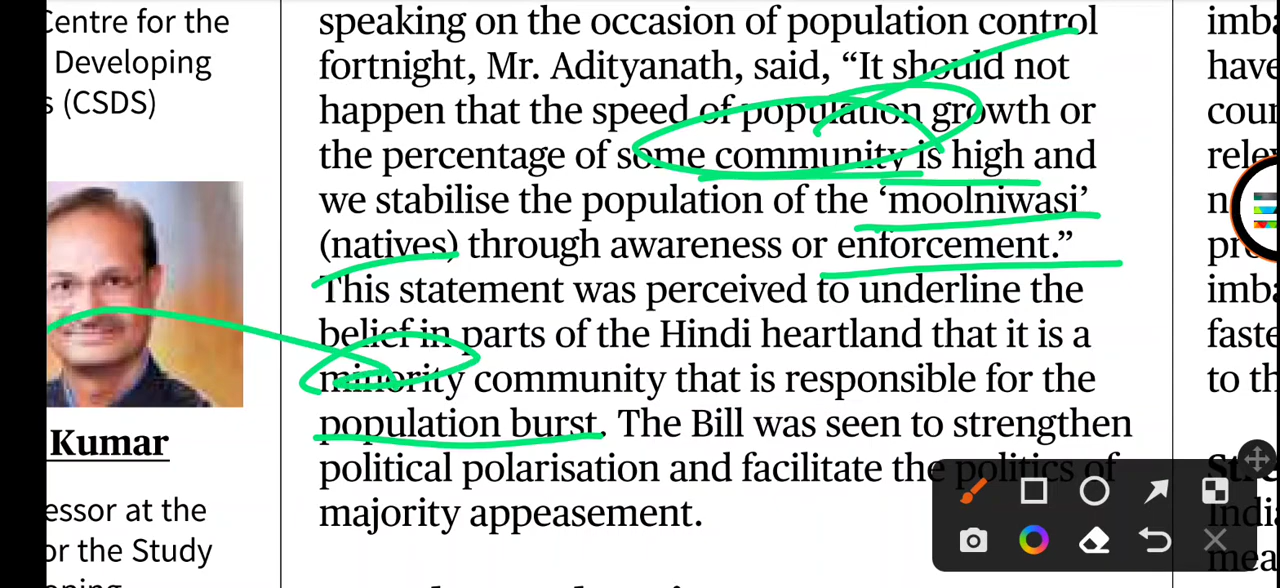 Centre for the
Developing
s (CSDS)
Kumar
essor at the
or the Study
speaking on the occasion of population control
fortnight, Mr. Adityanath, said, “It should not
happen that the speed of population growth or
the percentage of some community is high and
we stabilise the population of the ‘moolniwasi’
(natives) through awareness or enforcement.”
This statement was perceived to underline the
belief in parts of the Hindi heartland that it is a
minority community that is responsible for the
population burst. The Bill was seen to strengthen
political polarisation and facilitate the politics of
majority appeasement.
imba
have
coun
rele
imba
faste
to th
India
mea